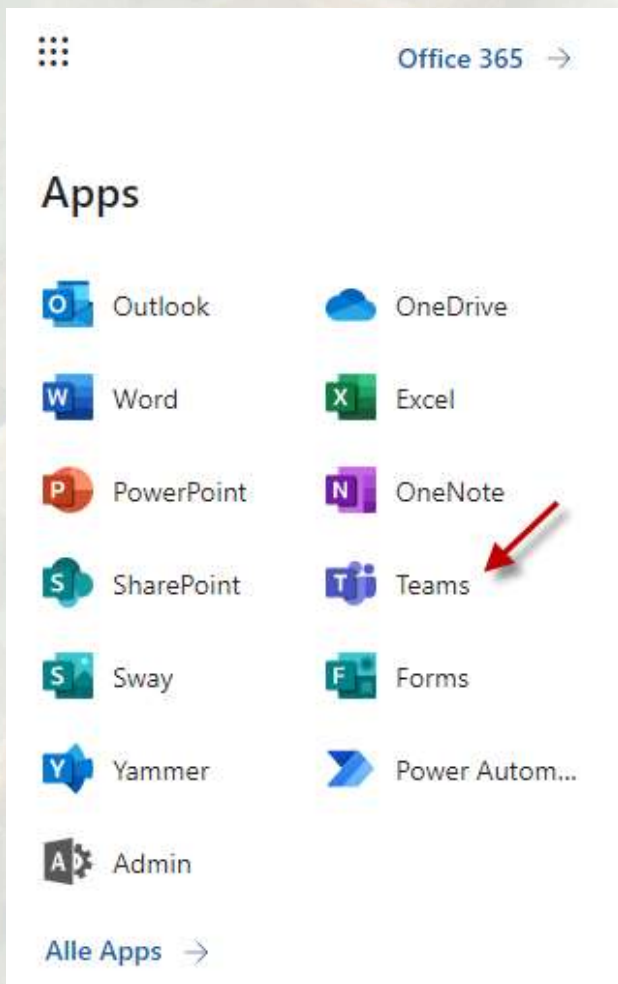 Office 365 →
Apps
Outlook
OneDrive
Word
Excel
PowerPoint
OneNote
SharePoint
Teams
Sway
Forms
Yammer
Power Autom...
Admin
Alle Apps →